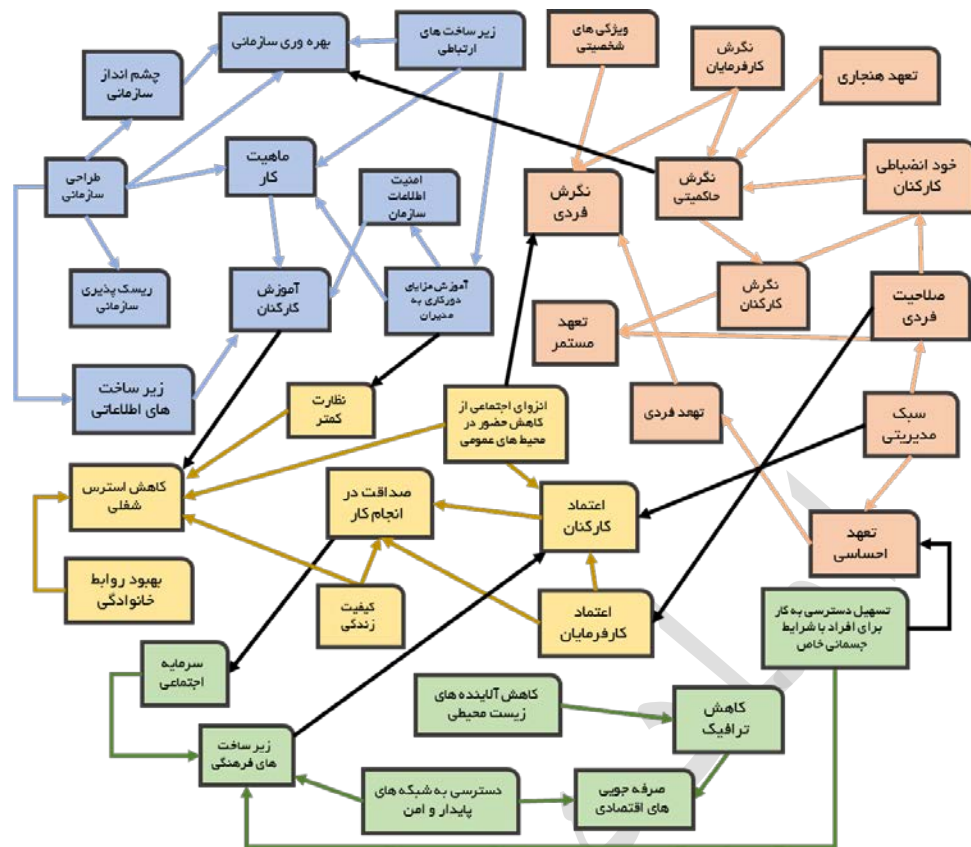 زیر ساخت های
ارتباطی
بهره وری سازمانی
چشم انداز
سازمانی
ویژگی های
شخصیتی
نگرش
کارفرمایان
تعهد هنجاری
ماهیت
کار
طراحی
سازمانی
امنیت
اطلاعات
سازمان
نگرش
فردی
نگرش
حاکمیتی
خود انضباطی
کارکنان
ریسک پذیری
سازمانی
آموزش
کارکنان
آموزش مزایای
دورکاری به
مدیران
نگرش
کارکنان
صلاحیت
فردی
تعهد
مستمر
زیر ساخت
های اطلاعاتی
نظارت
کمتر
انزوای اجتماعی از
کاهش حضور در
محیط های عمومی
تهعد فردی
سبک
مدیریتی
کاهش استرس
شغلی
صداقت در
انجام کار
اعتماد
کارکنان
تعهد
احساسی
بهبود روابط
خانوادگی
کیفیت
زندگی
اعتماد
کارفرمایان
تسهیل دسترسی به کار
برای افراد با شرایط
جسمانی خاص
سرمایه
اجتماعی
کاهش آلاینده های
زیست محیطی
کاهش
ترافیک
زیر ساخت
های فرهنگی
دسترسی به شبکه های
پایدار و امن
صرفه جویی
های اقتصادی